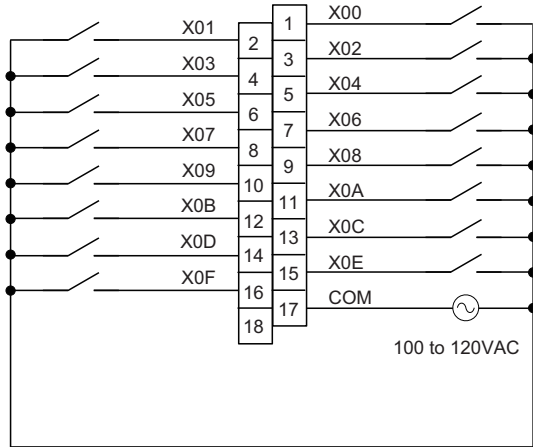 1 X00
X01 2
3 X02
X03 4
5 X04
X05 6
7 X06
X07 8
9 X08
X09 10
11 X0A
X0B 12
13 X0C
X0D 14
15 X0E
X0F 16
17 COM
18
100 to 120VAC